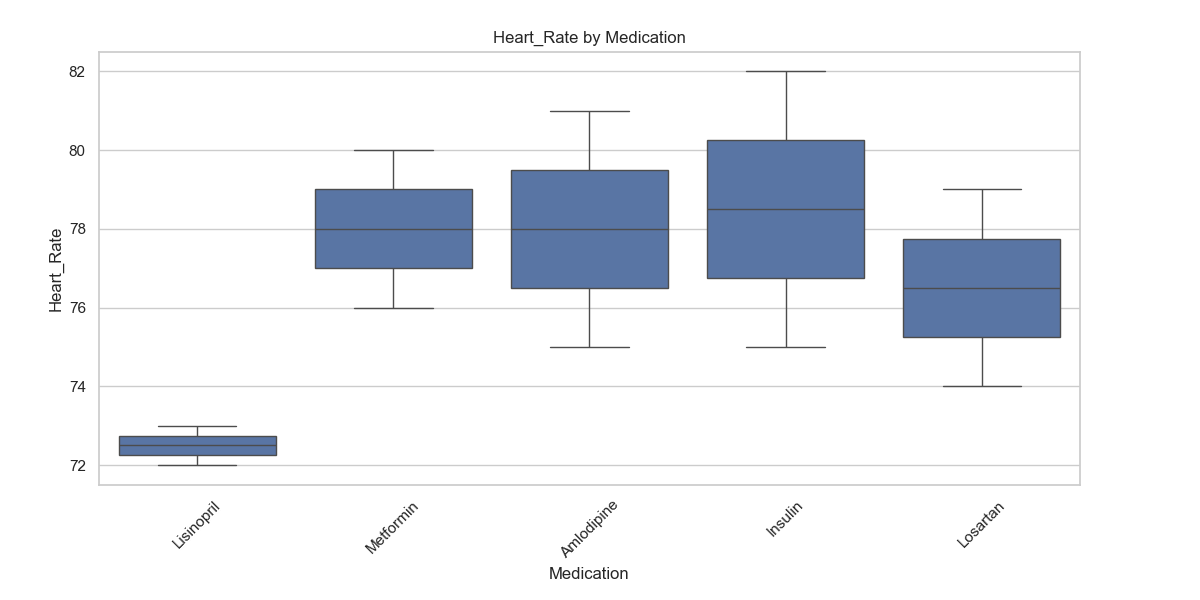 Heart_Rate by Medication
Heart_Rate
82
80
78
76
74
72
Lisinopril
Metformin
Amlodipine
Insulin
Losartan
Medication